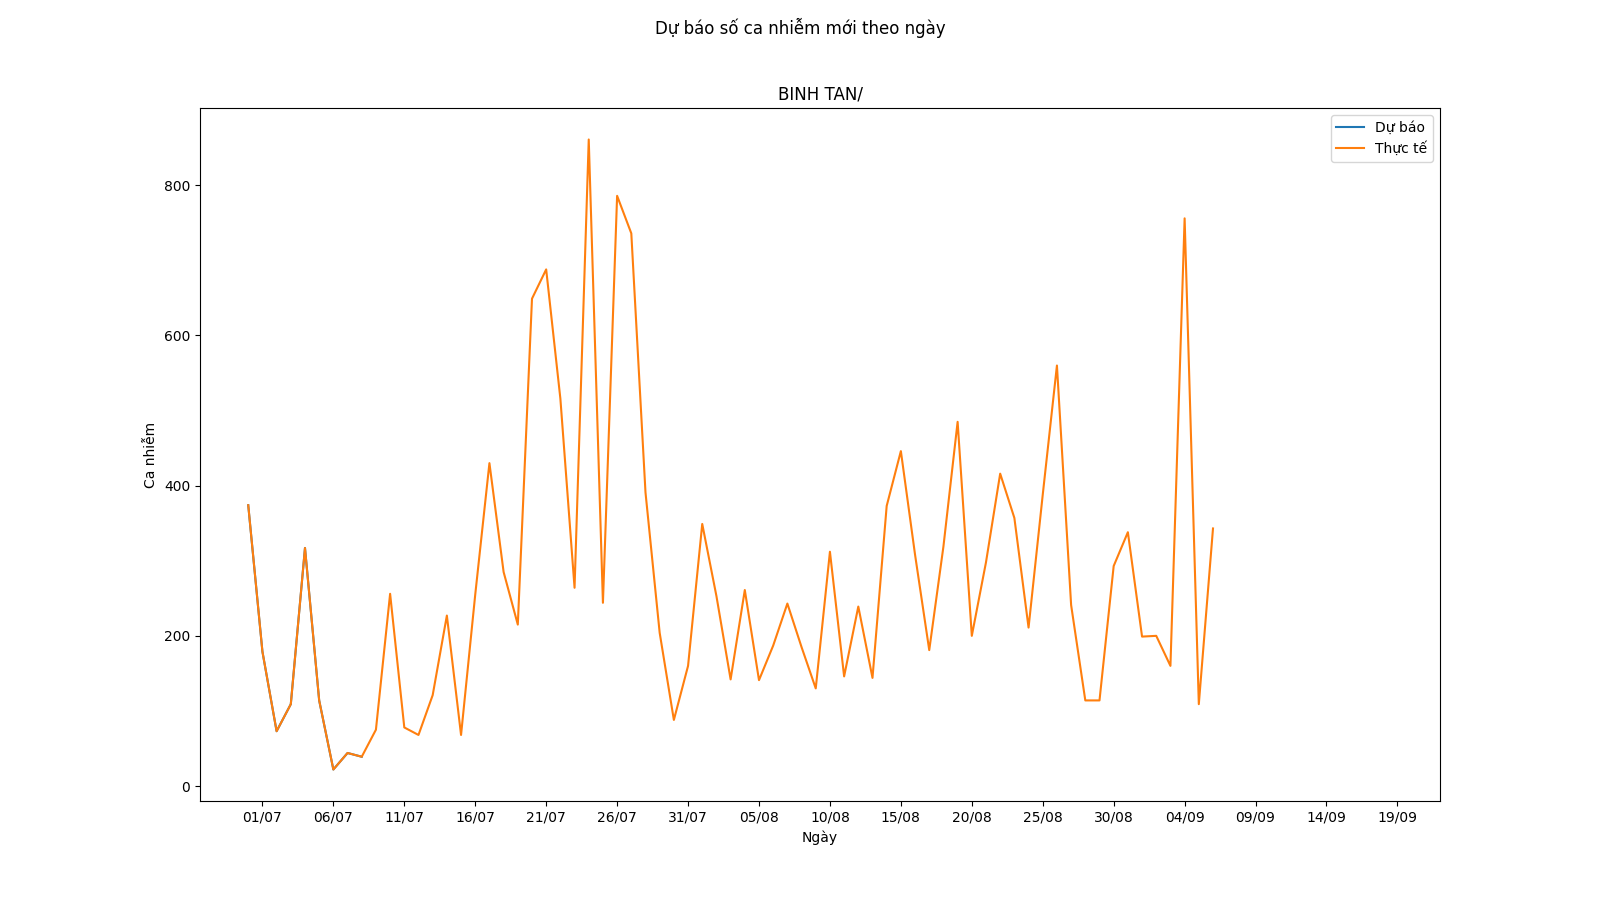 Dự báo số ca nhiễm mới theo ngày
BINH TAN/
Dự báo
Thực tế
800
600
400
200
0
Ca nhiễm
01/07 06/07 11/07 16/07 21/07 26/07 31/07 05/08 10/08 15/08 20/08 25/08 30/08 04/09 09/09 14/09 19/09
Ngày